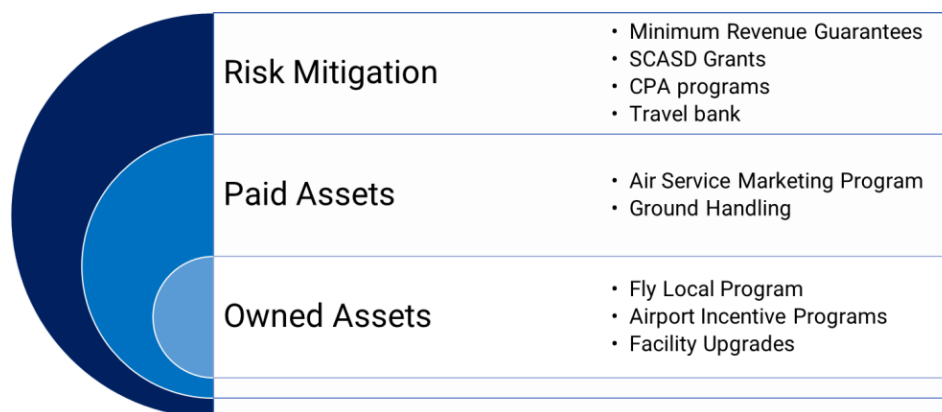 Risk Mitigation
• Minimum Revenue Guarantees
• SCASD Grants
• CPA programs
• Travel bank
Paid Assets
• Air Service Marketing Program
• Ground Handling
Owned Assets
• Fly Local Program
• Airport Incentive Programs
• Facility Upgrades